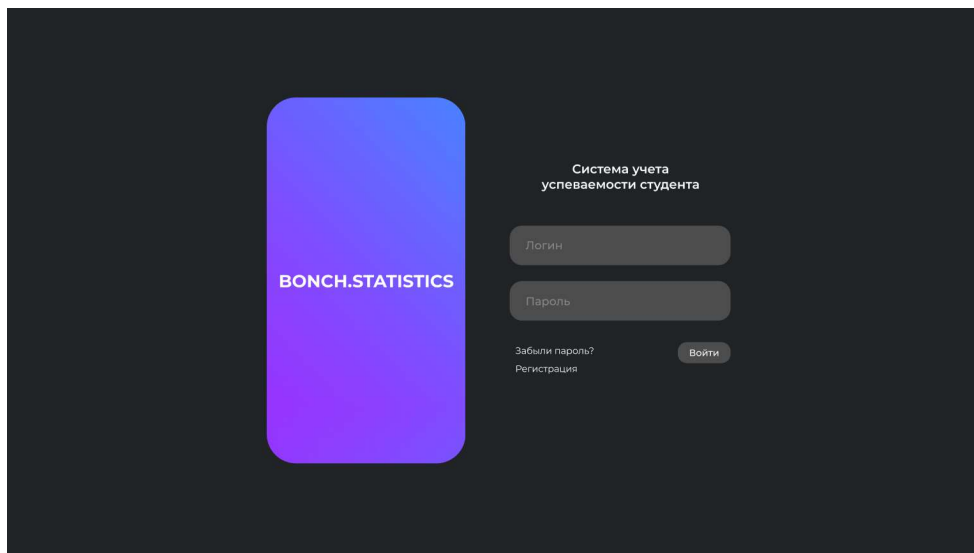 BONCH.STATISTICS
Система учета
успеваемости студента
Логин
Пароль
Забыли пароль?
Войти
Регистрация